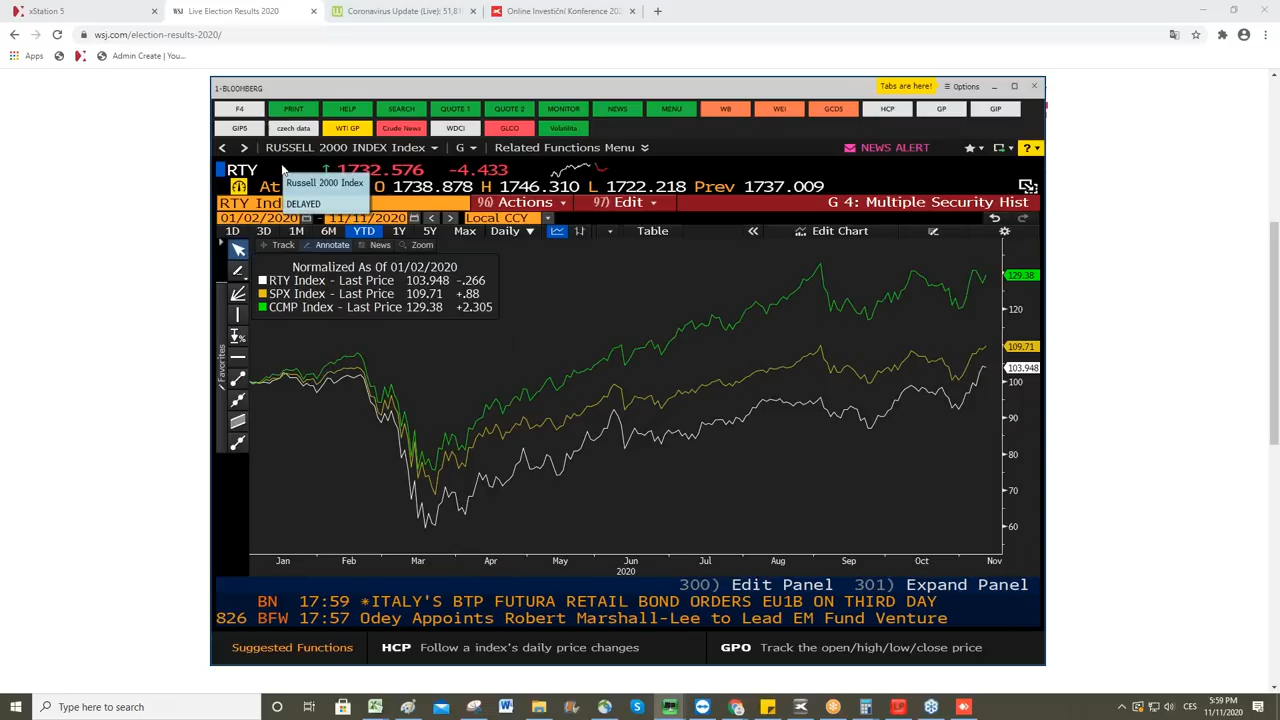 xStation 5
WSJ Live Election Results 2020
Coronavirus Update (Live): 51,81
Online Investiční Konference 202
wsj.com/election-results-2020/
Apps
Admin Create | You...
1-BLOOMBERG
Tabs are here!
Options
F4 PRINT HELP SEARCH QUOTE 1 QUOTE 2 MONITOR NEWS MENU WB WEI GCDS HCP GP GIP
GIP5 czech data WTI GP Crude News WDCI GLCO Volatilita
RUSSELL 2000 INDEX Index
G
Related Functions Menu
NEWS ALERT
RTY 1732.576 -4.433
Russell 2000 Index
DELAYED
At O 1738.878 H 1746.310 L 1722.218 Prev 1737.009
RTY Ind 96) Actions 97) Edit G 4: Multiple Security Hist
01/02/2020 - 11/11/2020 Local CCY
1D 3D 1M 6M YTD 1Y 5Y Max Daily Table Edit Chart
Track Annotate News Zoom
Normalized As Of 01/02/2020
RTY Index - Last Price 103.948 -.266
SPX Index - Last Price 109.71 +.88
CCMP Index - Last Price 129.38 +2.305
Favorites
129.38
120
109.71
103.948
100
90
80
70
60
Jan Feb Mar Apr May Jun Jul Aug Sep Oct Nov
2020
300) Edit Panel 301) Expand Panel
BN 17:59 *ITALY'S BTP FUTURA RETAIL BOND ORDERS EU1B ON THIRD DAY
826 BFW 17:57 Odey Appoints Robert Marshall-Lee to Lead EM Fund Venture
Suggested Functions HCP Follow a index's daily price changes GPO Track the open/high/low/close price
Type here to search
CES
5:59 PM
11/11/2020